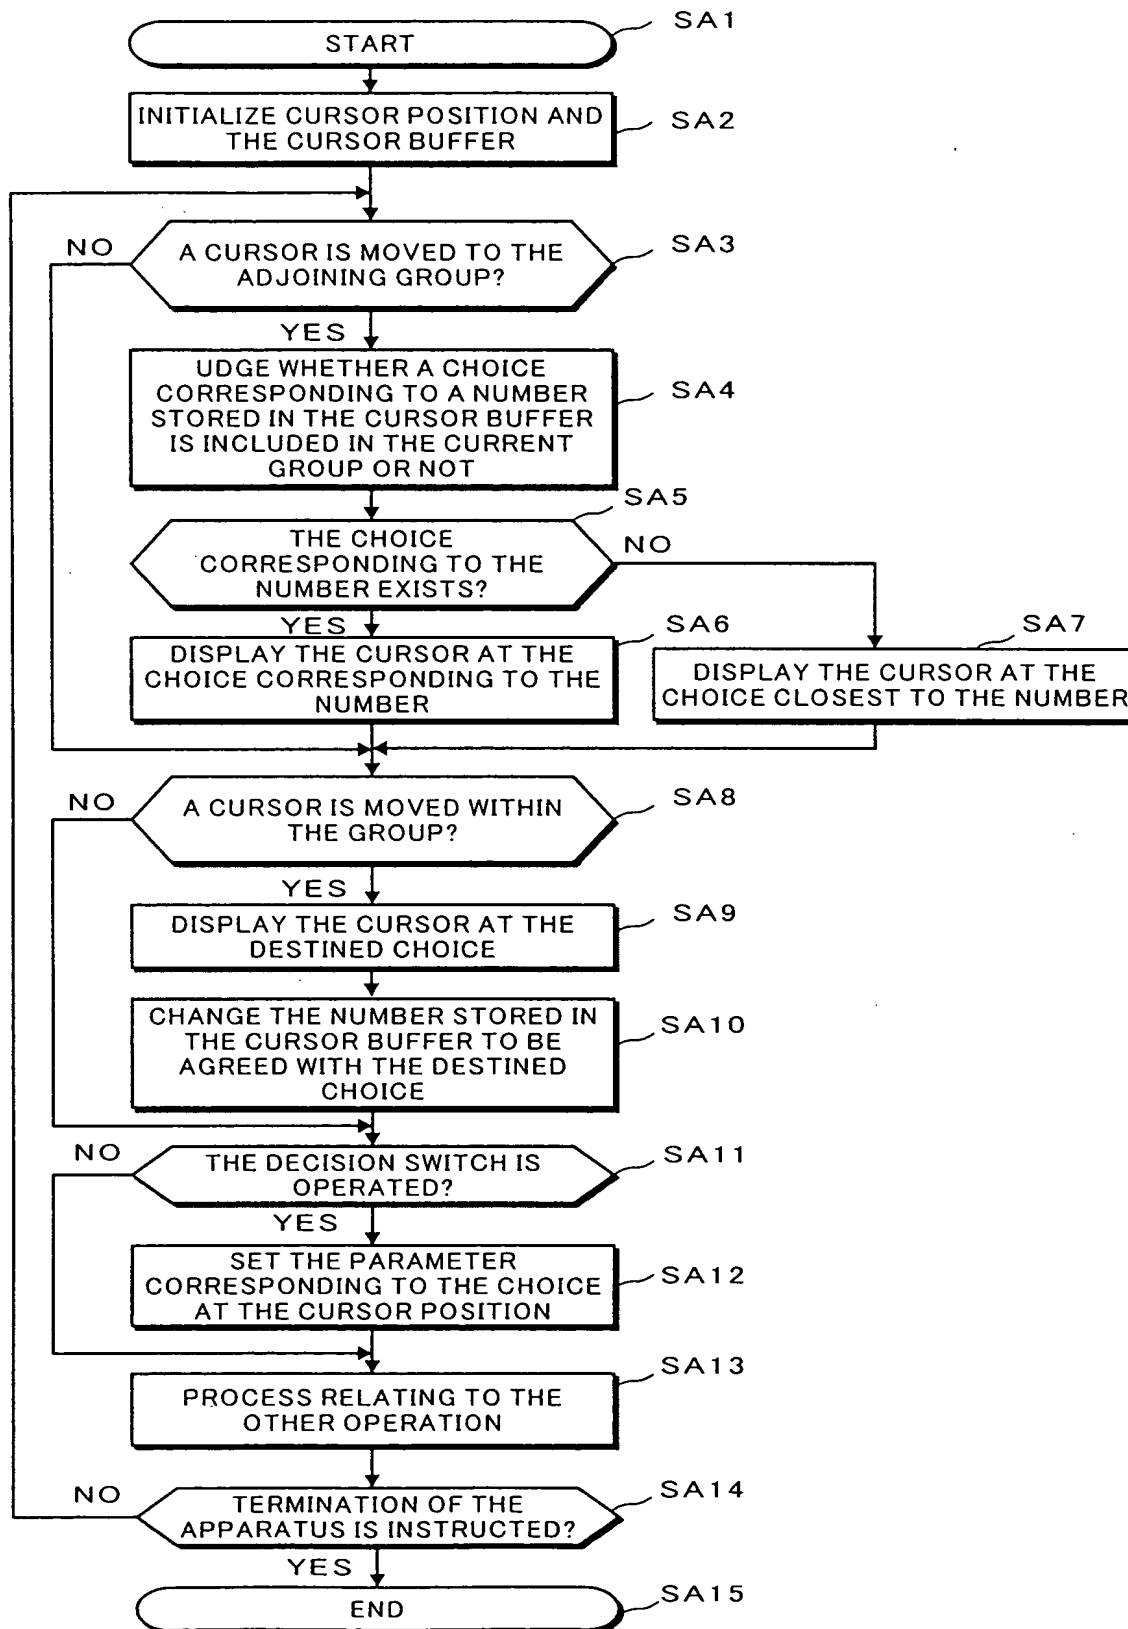 START
SA1
INITIALIZE CURSOR POSITION AND
THE CURSOR BUFFER
SA2
NO
A CURSOR IS MOVED TO THE
ADJOINING GROUP?
SA3
YES
UDGE WHETHER A CHOICE
CORRESPONDING TO A NUMBER
STORED IN THE CURSOR BUFFER
IS INCLUDED IN THE CURRENT
GROUP OR NOT
SA4
SA5
THE CHOICE
CORRESPONDING TO THE
NUMBER EXISTS?
NO
YES
SA6
DISPLAY THE CURSOR AT THE
CHOICE CORRESPONDING TO THE
NUMBER
SA7
DISPLAY THE CURSOR AT THE
CHOICE CLOSEST TO THE NUMBER
NO
A CURSOR IS MOVED WITHIN
THE GROUP?
SA8
YES
DISPLAY THE CURSOR AT THE
DESTINED CHOICE
SA9
CHANGE THE NUMBER STORED IN
THE CURSOR BUFFER TO BE
AGREED WITH THE DESTINED
CHOICE
SA10
NO
THE DECISION SWITCH IS
OPERATED?
SA11
YES
SET THE PARAMETER
CORRESPONDING TO THE CHOICE
AT THE CURSOR POSITION
SA12
PROCESS RELATING TO THE
OTHER OPERATION
SA13
NO
TERMINATION OF THE
APPARATUS IS INSTRUCTED?
SA14
YES
END
SA15